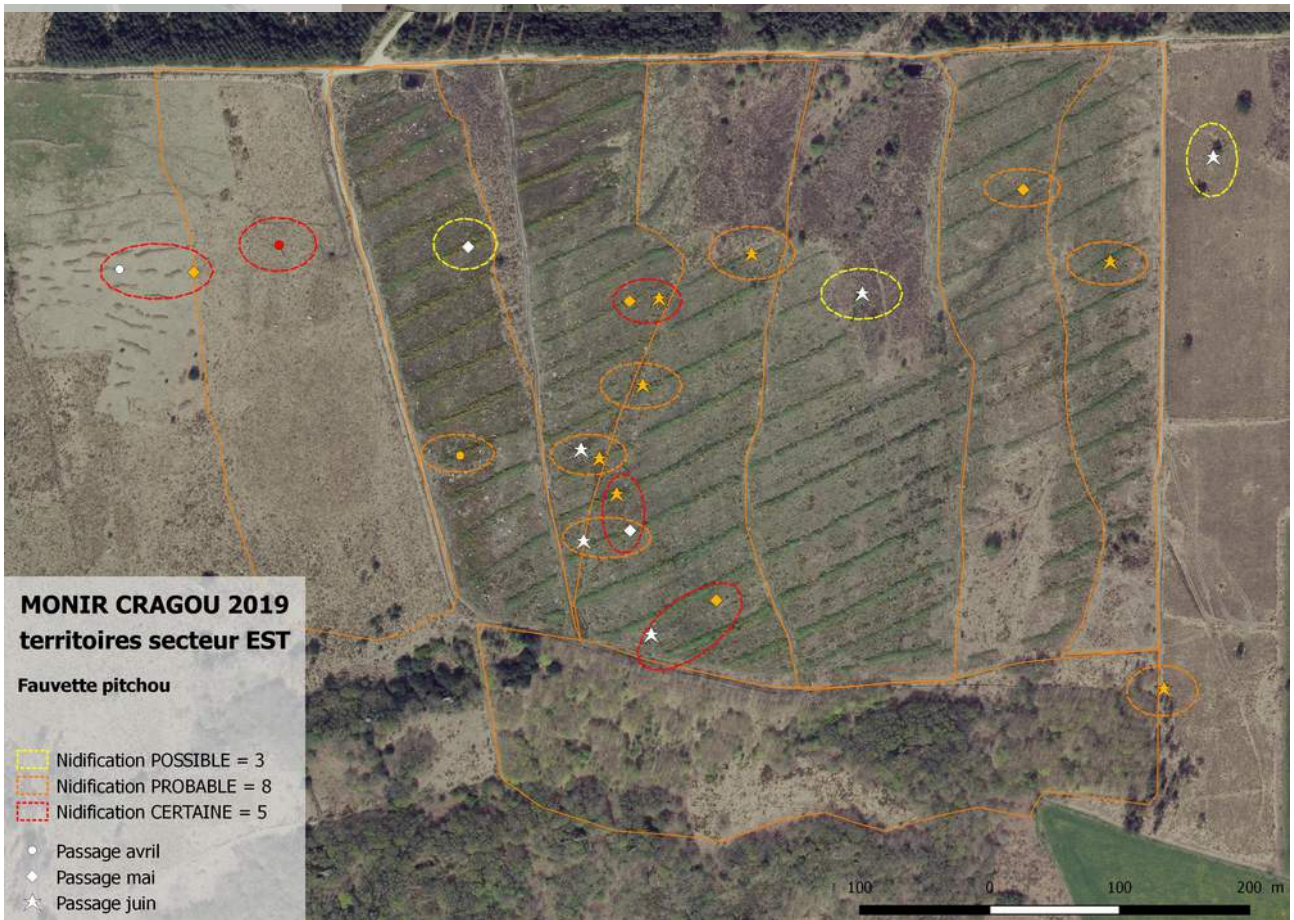 MONIR CRAGOU 2019
territoires secteur EST
Fauvette pitchou
Nidification POSSIBLE = 3
Nidification PROBABLE = 8
Nidification CERTAINE = 5
Passage avril
Passage mai
Passage juin
100 0 100 200 m